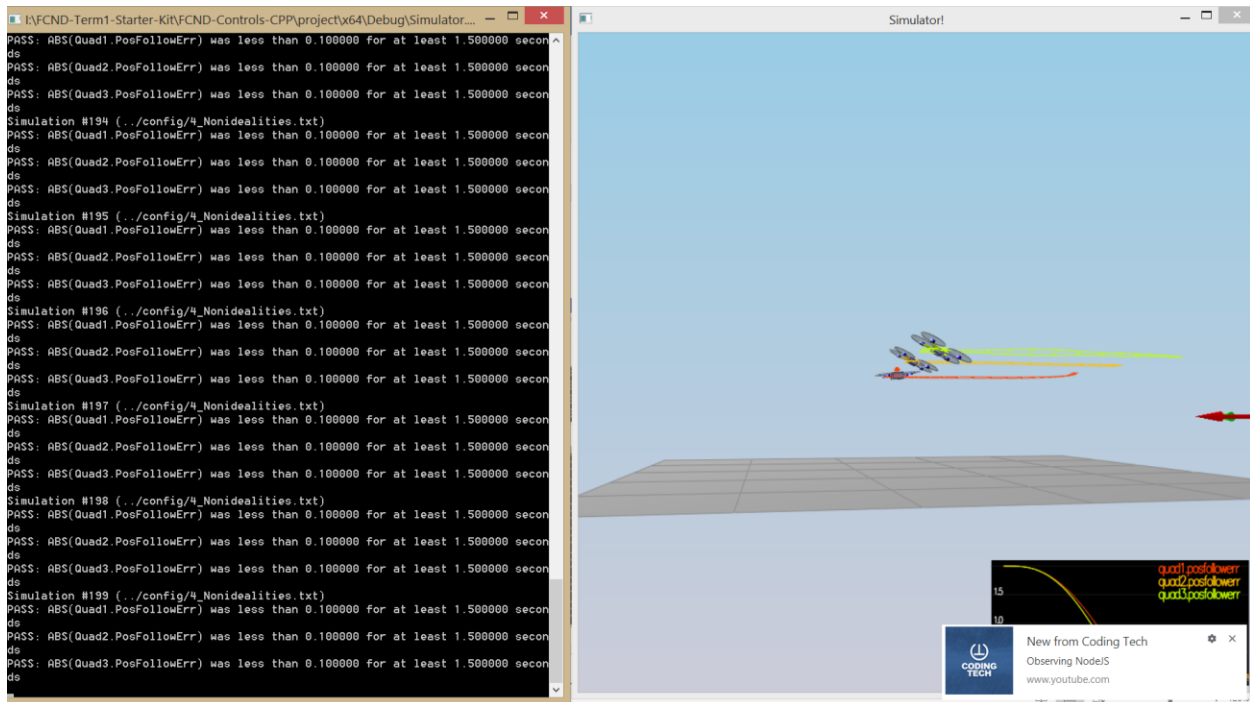 I:\FCND-Term1-Starter-Kit\FCND-Controls-CPP\project\x64\Debug\Simulator....
PASS: ABS(Quad1.PosFollowErr) was less than 0.100000 for at least 1.500000 secon
ds
PASS: ABS(Quad2.PosFollowErr) was less than 0.100000 for at least 1.500000 secon
ds
PASS: ABS(Quad3.PosFollowErr) was less than 0.100000 for at least 1.500000 secon
ds
Simulation #194 (../config/4_Nonidealities.txt)
PASS: ABS(Quad1.PosFollowErr) was less than 0.100000 for at least 1.500000 secon
ds
PASS: ABS(Quad2.PosFollowErr) was less than 0.100000 for at least 1.500000 secon
ds
PASS: ABS(Quad3.PosFollowErr) was less than 0.100000 for at least 1.500000 secon
ds
Simulation #195 (../config/4_Nonidealities.txt)
PASS: ABS(Quad1.PosFollowErr) was less than 0.100000 for at least 1.500000 secon
ds
PASS: ABS(Quad2.PosFollowErr) was less than 0.100000 for at least 1.500000 secon
ds
PASS: ABS(Quad3.PosFollowErr) was less than 0.100000 for at least 1.500000 secon
ds
Simulation #196 (../config/4_Nonidealities.txt)
PASS: ABS(Quad1.PosFollowErr) was less than 0.100000 for at least 1.500000 secon
ds
PASS: ABS(Quad2.PosFollowErr) was less than 0.100000 for at least 1.500000 secon
ds
PASS: ABS(Quad3.PosFollowErr) was less than 0.100000 for at least 1.500000 secon
ds
Simulation #197 (../config/4_Nonidealities.txt)
PASS: ABS(Quad1.PosFollowErr) was less than 0.100000 for at least 1.500000 secon
ds
PASS: ABS(Quad2.PosFollowErr) was less than 0.100000 for at least 1.500000 secon
ds
PASS: ABS(Quad3.PosFollowErr) was less than 0.100000 for at least 1.500000 secon
ds
Simulation #198 (../config/4_Nonidealities.txt)
PASS: ABS(Quad1.PosFollowErr) was less than 0.100000 for at least 1.500000 secon
ds
PASS: ABS(Quad2.PosFollowErr) was less than 0.100000 for at least 1.500000 secon
ds
PASS: ABS(Quad3.PosFollowErr) was less than 0.100000 for at least 1.500000 secon
ds
Simulation #199 (../config/4_Nonidealities.txt)
PASS: ABS(Quad1.PosFollowErr) was less than 0.100000 for at least 1.500000 secon
ds
PASS: ABS(Quad2.PosFollowErr) was less than 0.100000 for at least 1.500000 secon
ds
PASS: ABS(Quad3.PosFollowErr) was less than 0.100000 for at least 1.500000 secon
ds
Simulator!
quad1.posfollowerr
quad2.posfollowerr
quad3.posfollowerr
1.5
1.0
CODING
TECH
New from Coding Tech
Observing NodeJS
www.youtube.com